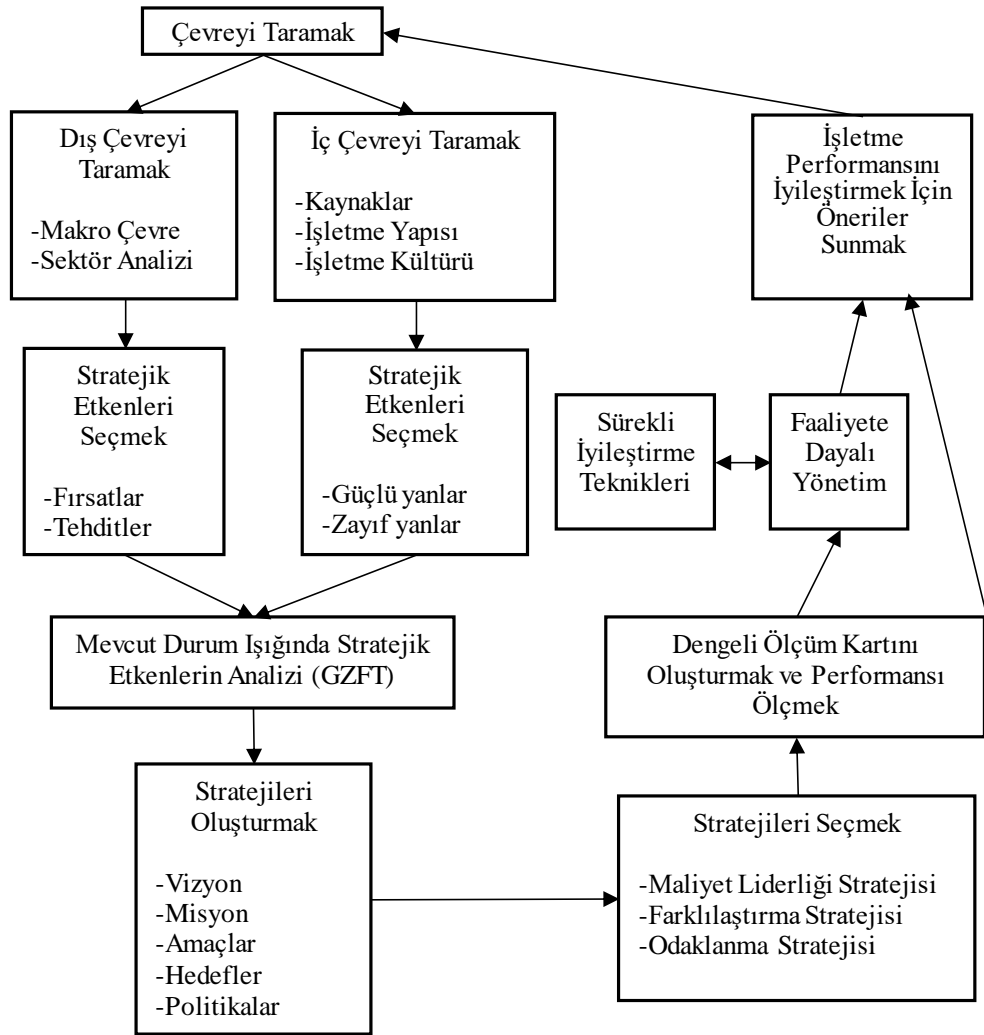 Çevreyi Taramak
Dış Çevreyi
Taramak
-Makro Çevre
-Sektör Analizi
İç Çevreyi Taramak
-Kaynaklar
-İşletme Yapısı
-İşletme Kültürü
İşletme
Performansını
İyileştirmek İçin
Öneriler
Sunmak
Stratejik
Etkenleri
Seçmek
-Fırsatlar
-Tehditler
Stratejik
Etkenleri
Seçmek
-Güçlü yanlar
-Zayıf yanlar
Sürekli
İyileştirme
Teknikleri
Faaliyete
Dayalı
Yönetim
Mevcut Durum Işığında Stratejik
Etkenlerin Analizi (GZFT)
Dengeli Ölçüm Kartını
Oluşturmak ve Performansı
Ölçmek
Stratejileri
Oluşturmak
-Vizyon
-Misyon
-Amaçlar
-Hedefler
-Politikalar
Stratejileri Seçmek
-Maliyet Liderliği Stratejisi
-Farklılaştırma Stratejisi
-Odaklanma Stratejisi